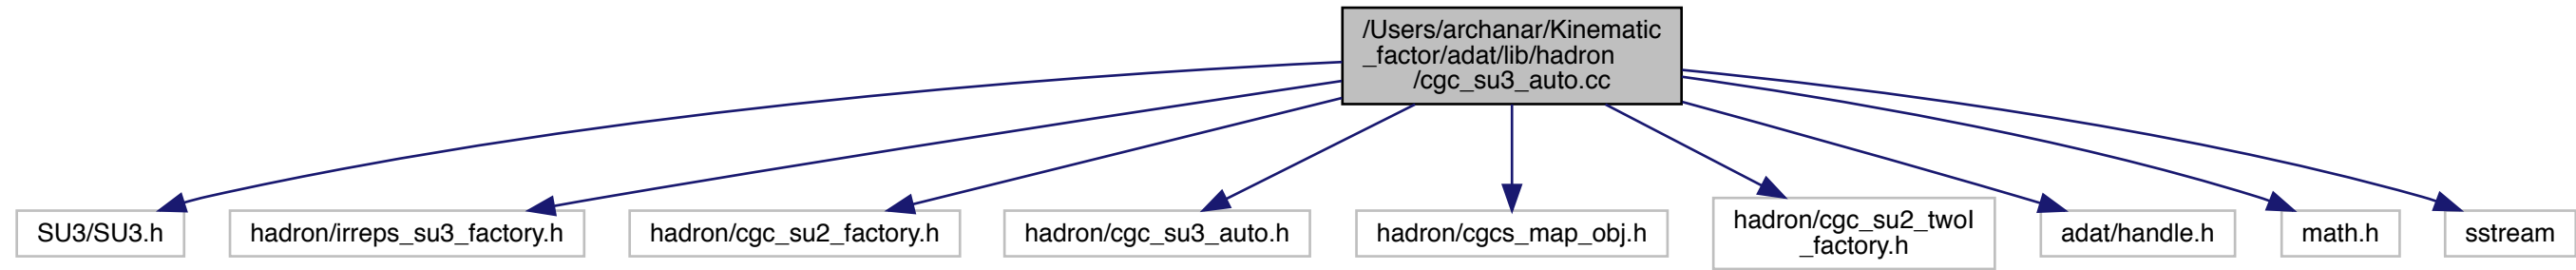 /Users/archanar/Kinematic
_factor/adat/lib/hadron
/cgc_su3_auto.cc
SU3/SU3.h
hadron/irreps_su3_factory.h
hadron/cgc_su2_factory.h
hadron/cgc_su3_auto.h
hadron/cgcs_map_obj.h
hadron/cgc_su2_twoI
_factory.h
adat/handle.h
math.h
sstream